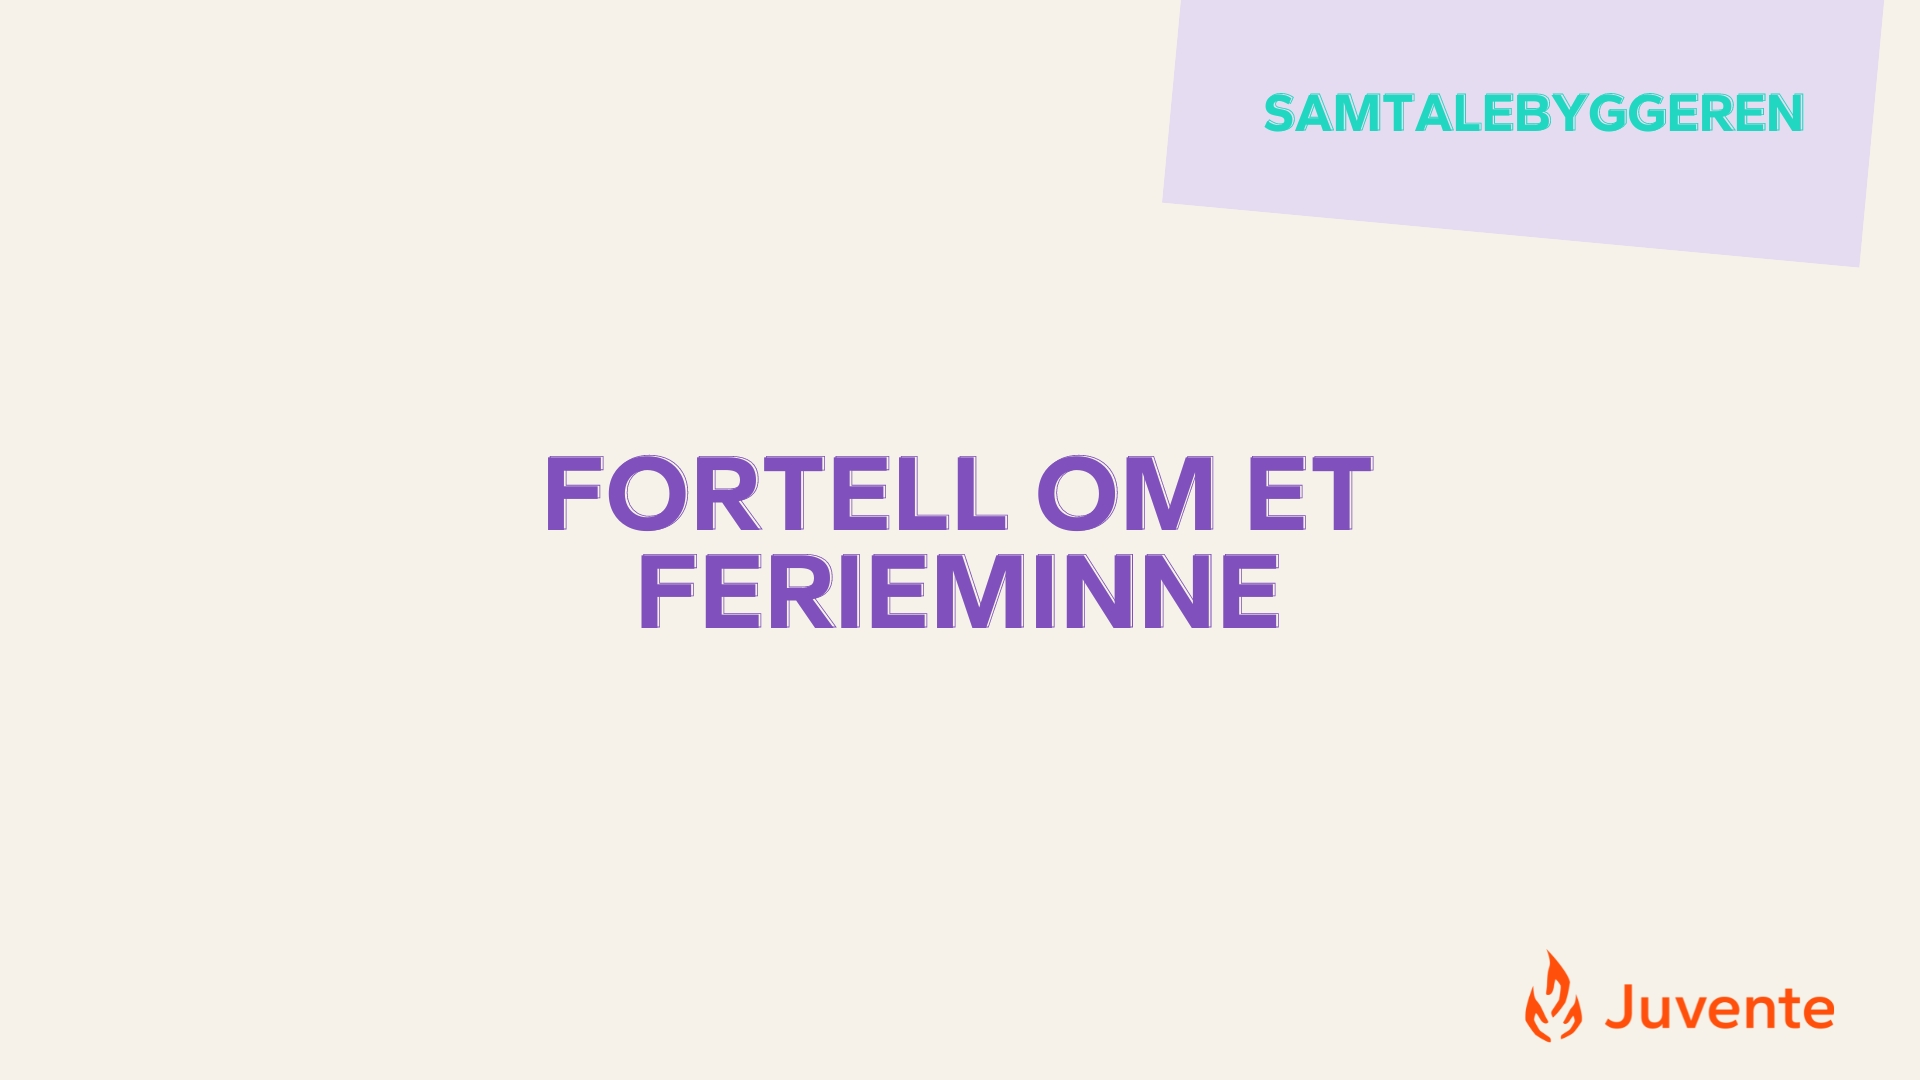 SAMTALEBYGGEREN
FORTELL OM ET
FERIEMINNE
Juvente